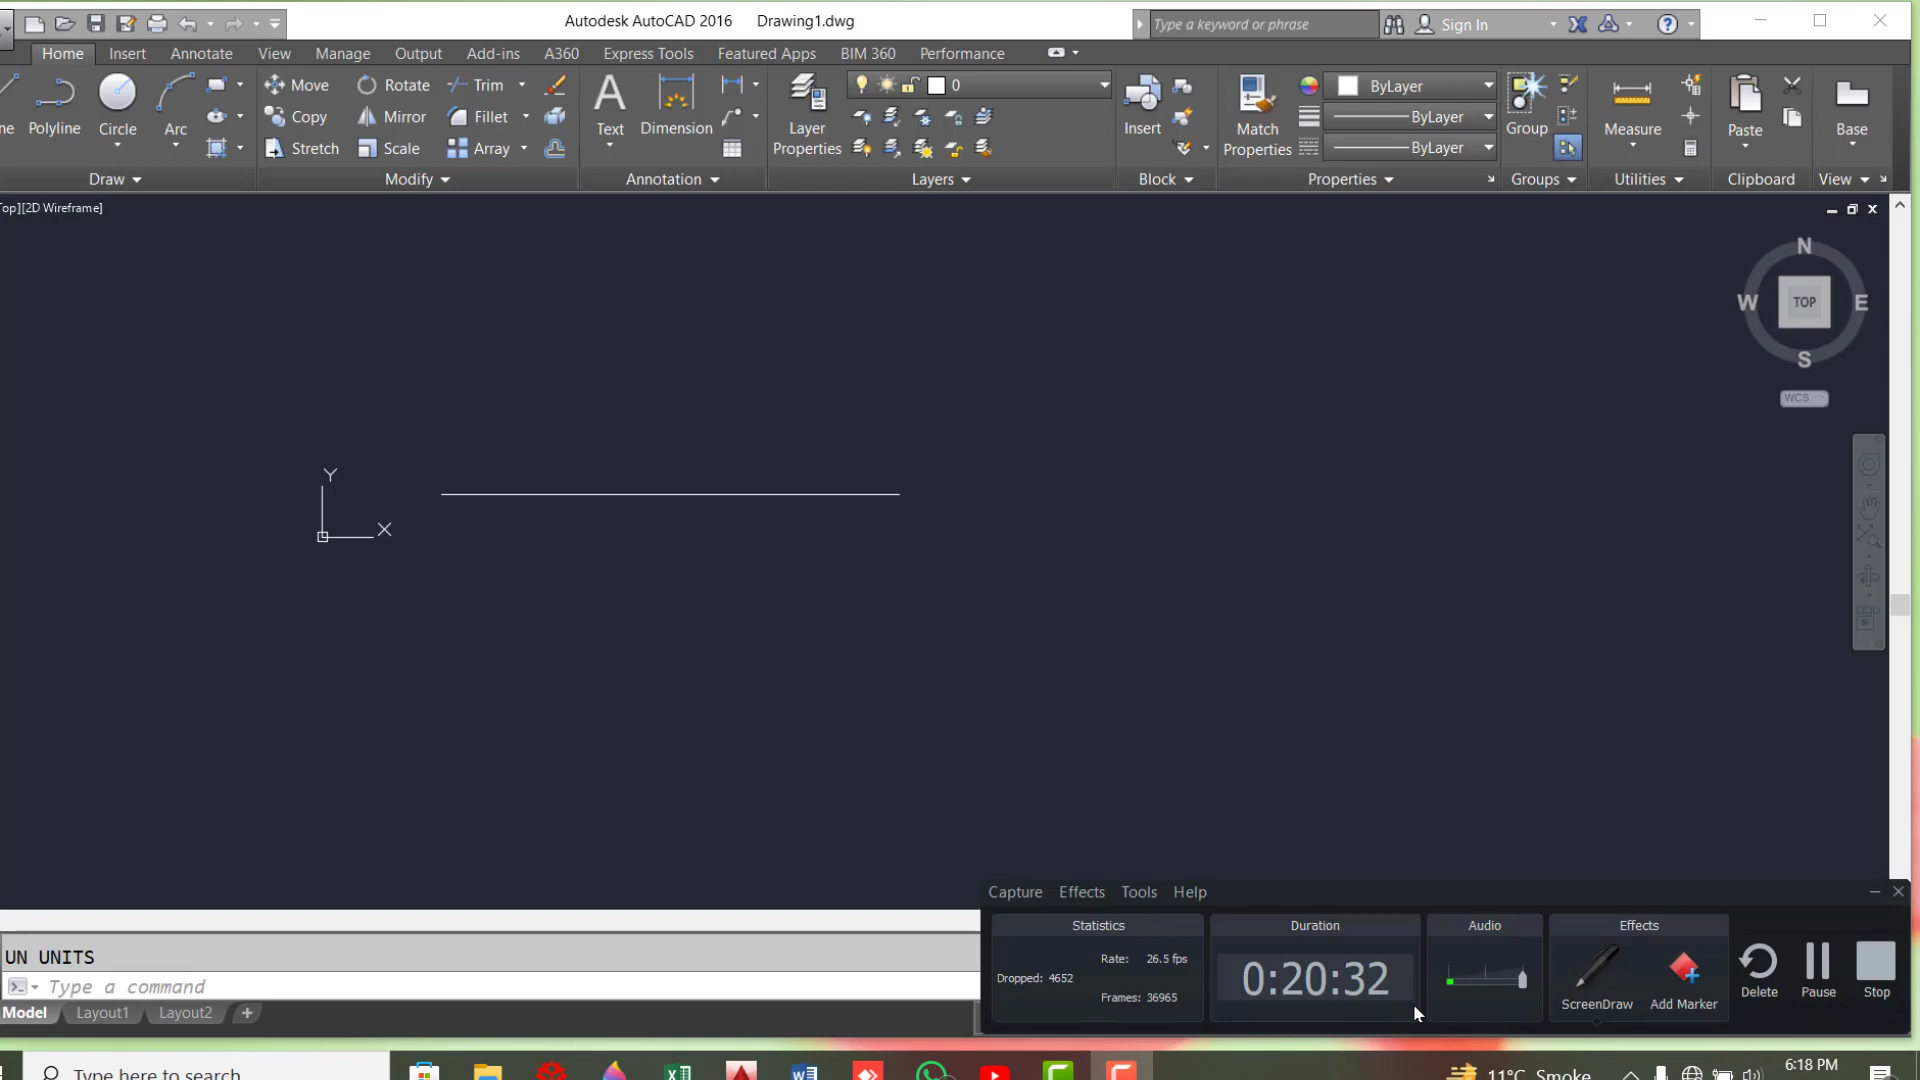 Autodesk AutoCAD 2016 Drawing1.dwg
Type a keyword or phrase
Sign In
Home Insert Annotate View Manage Output Add-ins A360 Express Tools Featured Apps BIM 360 Performance
Polyline
Circle
Arc
Move
Copy
Stretch
Rotate
Mirror
Scale
Trim
Fillet
Array
A
Text
Dimension
Layer
Properties
0
Insert
Match
Properties
ByLayer
ByLayer
ByLayer
Group
Measure
Paste
Base
Draw Modify Annotation Layers Block Properties Groups Utilities Clipboard View
op][2D Wireframe]
N
W TOP E
S
WCS
Y
X
Capture Effects Tools Help
Statistics
Dropped: 4652
Rate: 26.5 fps
Frames: 36965
Duration
0:20:32
Audio
Effects
ScreenDraw
Add Marker
Delete
Pause
Stop
UN UNITS
Type a command
Model Layout1 Layout2
Type here to search
11°C Smoke
6:18 PM